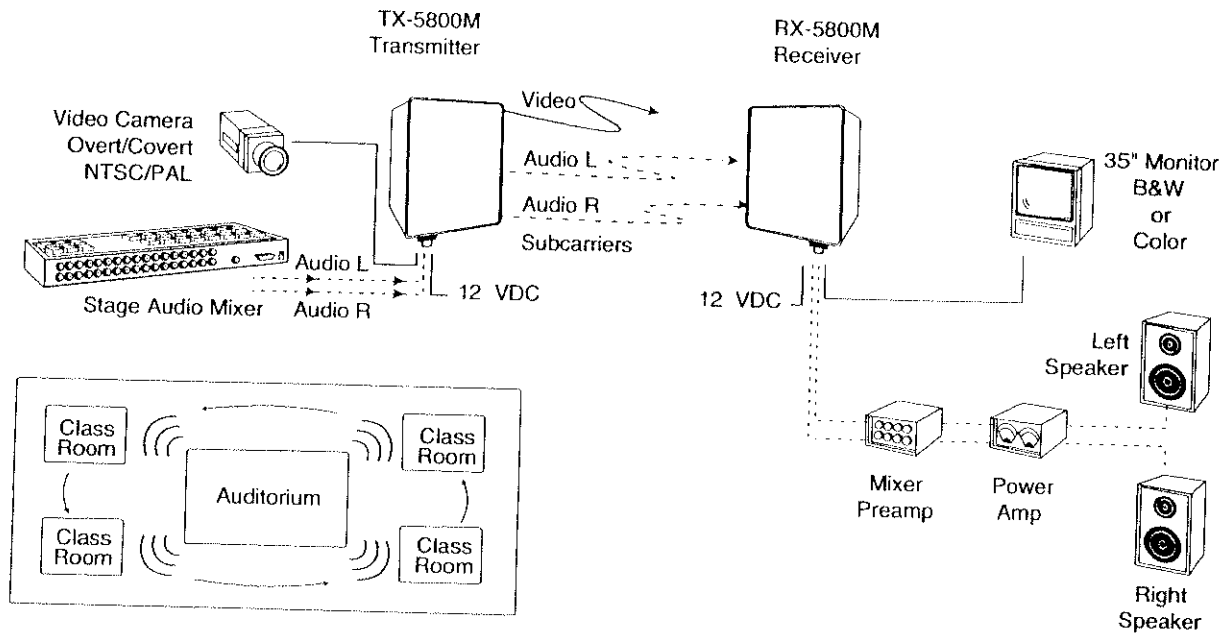 TX-5800M
Transmitter
RX-5800M
Receiver
Video Camera
Overt/Covert
NTSC/PAL
Video
Audio L
Audio R
Subcarriers
35" Monitor
B&W
or
Color
Audio L
Stage Audio Mixer
Audio R
12 VDC
12 VDC
Left
Speaker
Mixer
Preamp
Power
Amp
Right
Speaker
Class
Room
Class
Room
Auditorium
Class
Room
Class
Room